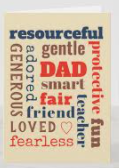 resourceful
GENEROUS
adored
gentle
DAD
smart
fair
friend
LOVED
fearless
teacher
protective
fun